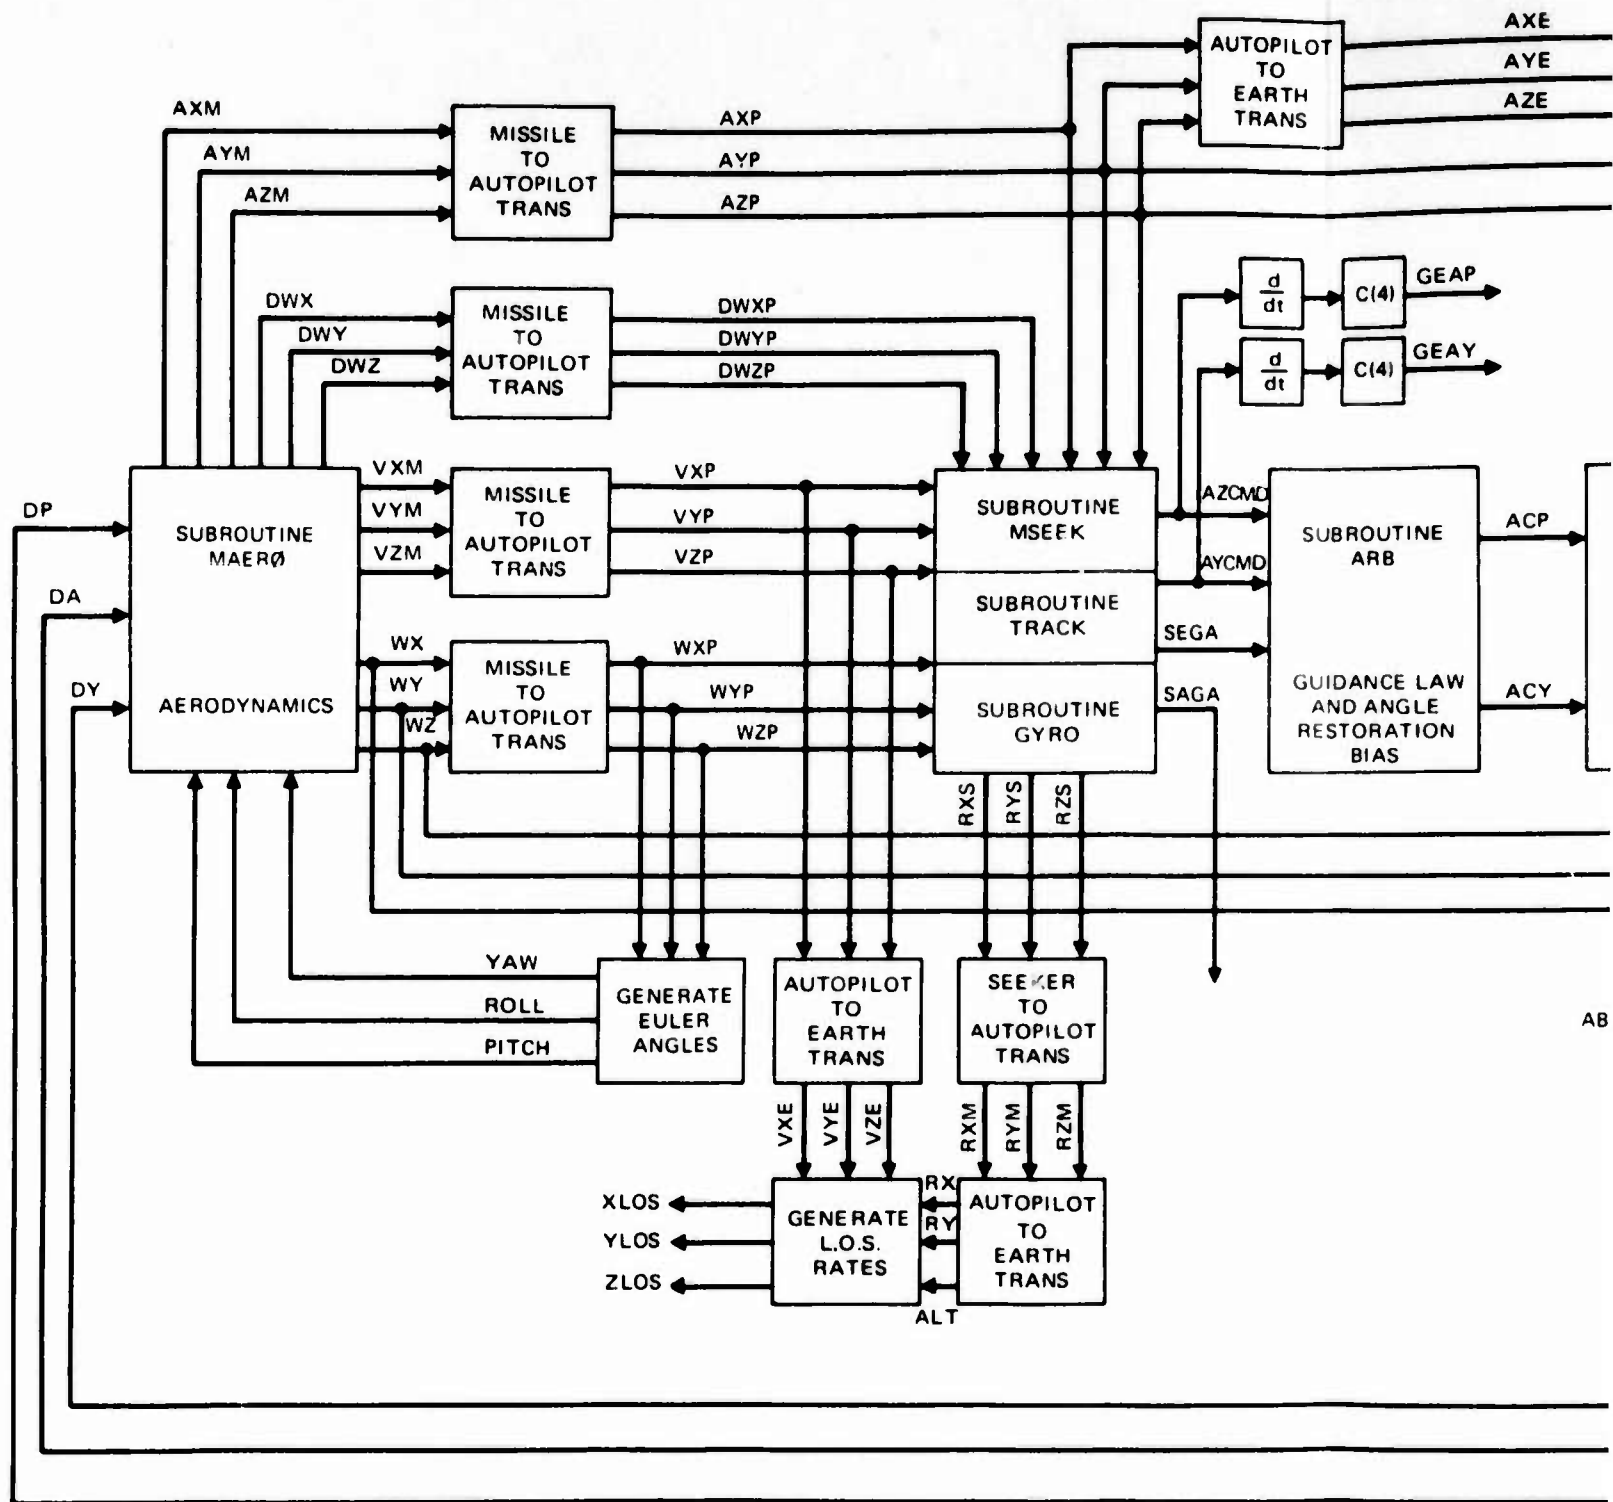 AXE
AUTOPILOT
TO
EARTH
TRANS
AYE
AZE
AXM
AYM
AZM
MISSILE
TO
AUTOPILOT
TRANS
AXP
AYP
AZP
DWX
DWY
DWZ
MISSILE
TO
AUTOPILOT
TRANS
DWXP
DWYP
DWZP
d
dt
C(4)
GEAP
d
dt
C(4)
GEAY
DP
DA
DY
SUBROUTINE
MAERØ
AERODYNAMICS
VXM
VYM
VZM
MISSILE
TO
AUTOPILOT
TRANS
VXP
VYP
VZP
WX
WY
WZ
MISSILE
TO
AUTOPILOT
TRANS
WXP
WYP
WZP
SUBROUTINE
MSEEK
SUBROUTINE
TRACK
SUBROUTINE
GYRO
AZCMD
AYCMD
SEGA
SAGA
SUBROUTINE
ARB
GUIDANCE LAW
AND ANGLE
RESTORATION
BIAS
ACP
ACY
RXS
RYS
RZS
YAW
ROLL
PITCH
GENERATE
EULER
ANGLES
AUTOPILOT
TO
EARTH
TRANS
SEEKER
TO
AUTOPILOT
TRANS
AB
VXE
VYE
VZE
RXM
RYM
RZM
XLOS
YLOS
ZLOS
GENERATE
L.O.S.
RATES
RX
RY
ALT
AUTOPILOT
TO
EARTH
TRANS